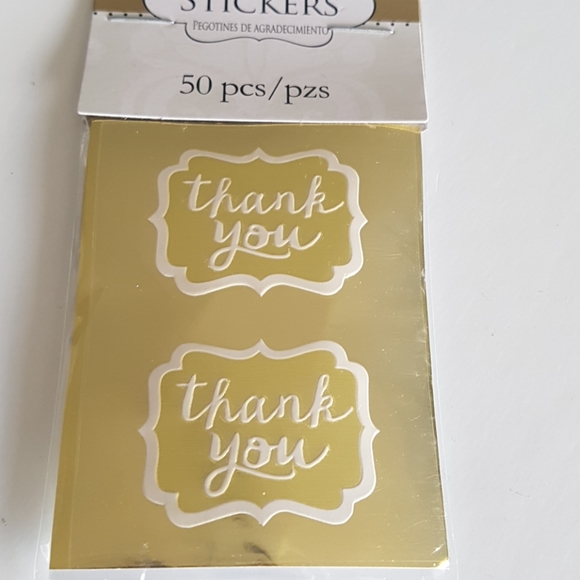 STICKERS
PEGOTINES DE AGRADECIMIENTO
50 pcs/pzs
thank
you
thank
you